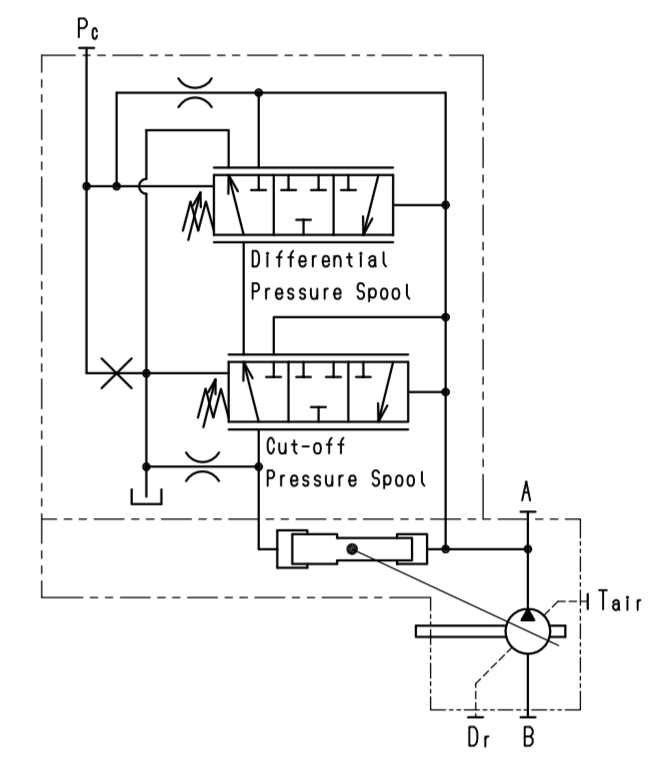 Pc
Differential
Pressure Spool
Cut-off
Pressure Spool
A
Tair
Dr
B